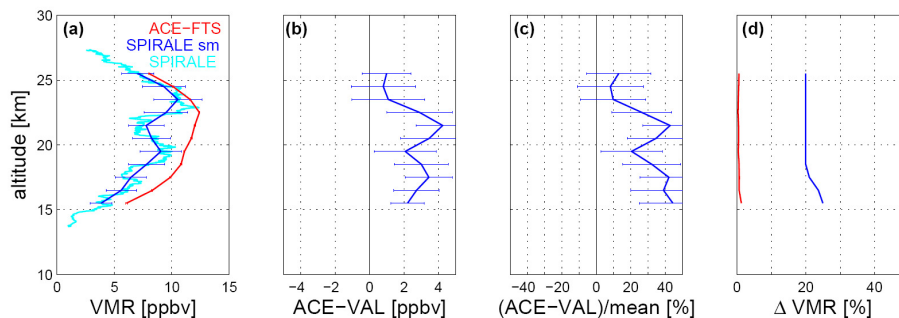 (a)
ACE−FTS
SPIRALE sm
SPIRALE
(b)
(c)
(d)
30
25
20
15
10
altitude [km]
0 5 10 15
VMR [ppbv]
−4 −2 0 2 4
ACE−VAL [ppbv]
−40 −20 0 20 40
(ACE−VAL)/mean [%]
0 20 40
Δ VMR [%]